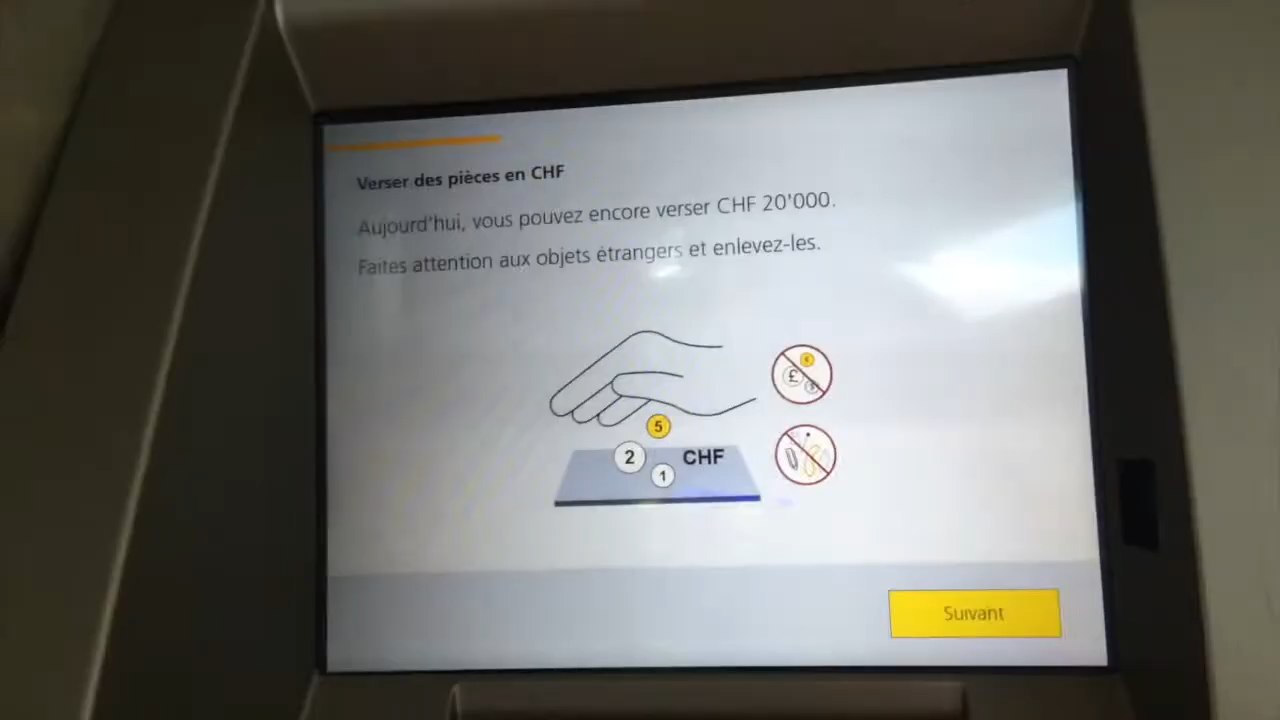 Verser des pièces en CHF
Aujourd'hui, vous pouvez encore verser CHF 20'000.
Faites attention aux objets étrangers et enlevez-les.
£
5
2
CHF
1
Suivant